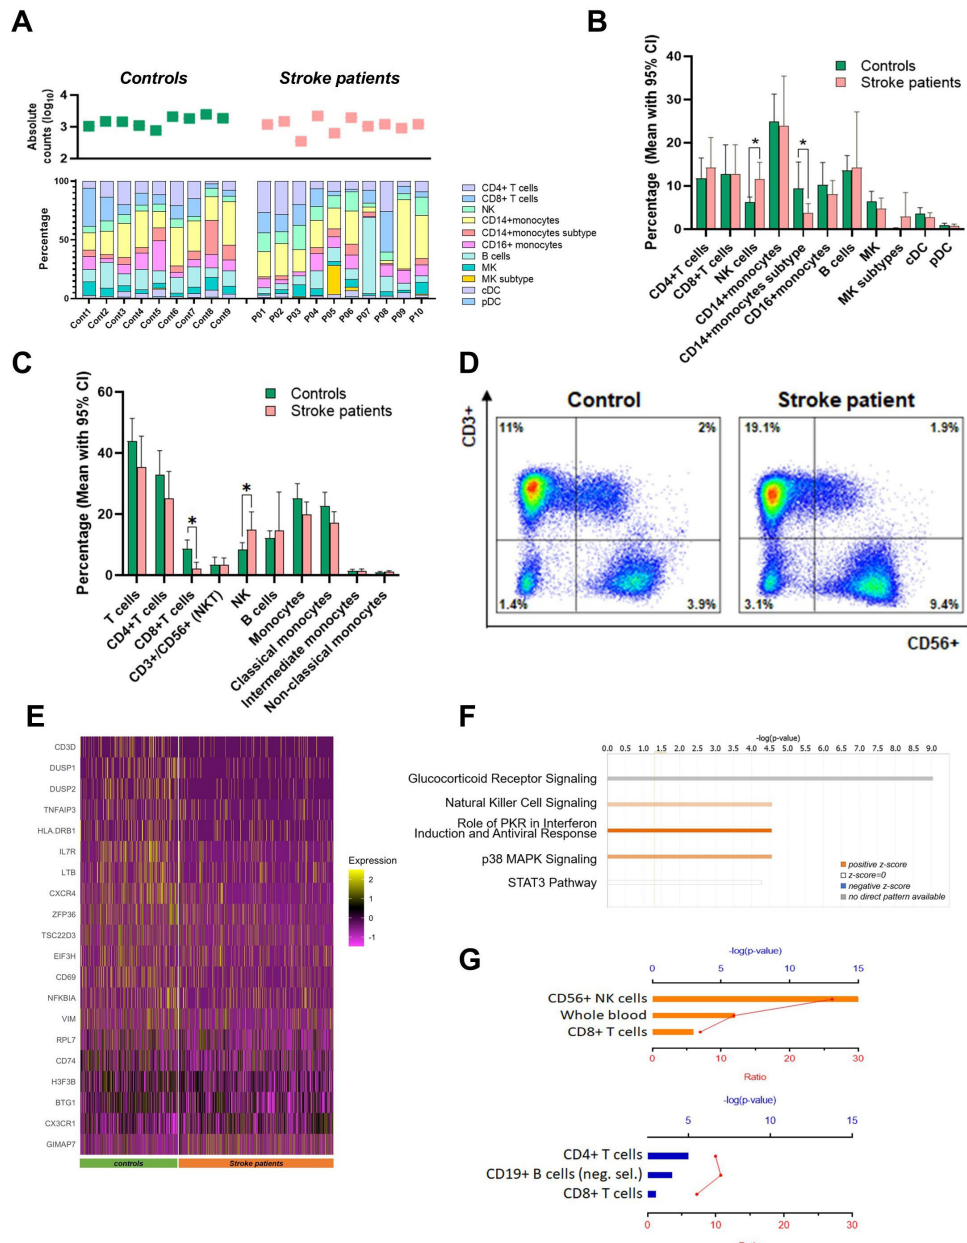 A
Controls
Stroke patients
Absolute
counts (log10)
4
3
2
Percentage
100
50
0
Cont1
Cont2
Cont3
Cont4
Cont5
Cont6
Cont7
Cont8
Cont9
P01
P02
P03
P04
P05
P06
P07
P08
P09
P10
CD4+ T cells
CD8+ T cells
NK
CD14+monocytes
CD14+monocytes subtype
CD16+ monocytes
B cells
MK
MK subtype
cDC
pDC
B
Percentage (Mean with 95% CI)
40
30
20
10
0
Controls
Stroke patients
*
*
CD4+T cells
CD8+T cells
NK cells
CD14+monocytes
CD14+monocytes subtype
CD16+monocytes
B cells
MK
MK subtypes
cDC
pDC
C
Percentage (Mean with 95% CI)
60
40
20
0
Controls
Stroke patients
*
*
T cells
CD4+T cells
CD8+T cells
CD3+/CD56+ (NKT)
NK
B cells
Monocytes
Classical monocytes
Intermediate monocytes
Non-classical monocytes
D
Control
Stroke patient
CD3+
11%
2%
1.4%
3.9%
19.1%
1.9%
3.1%
9.4%
CD56+
E
CD3D
DUSP1
DUSP2
TNFAIP3
HLA.DRB1
IL7R
LTB
CXCR4
ZFP36
TSC22D3
EIF3H
CD69
NFKBIA
VIM
RPL7
CD74
H3F3B
BTG1
CX3CR1
GIMAP7
controls
Stroke patients
Expression
2
1
0
-1
F
-log(p-value)
0.0 0.5 1.0 1.5 2.0 2.5 3.0 3.5 4.0 4.5 5.0 5.5 6.0 6.5 7.0 7.5 8.0 8.5 9.0
Glucocorticoid Receptor Signaling
Natural Killer Cell Signaling
Role of PKR in Interferon
Induction and Antiviral Response
p38 MAPK Signaling
STAT3 Pathway
positive z-score
z-score=0
negative z-score
no direct pattern available
G
-log(p-value)
0 5 10 15
CD56+ NK cells
Whole blood
CD8+ T cells
0 10 20 30
Ratio
-log(p-value)
5 10 15
CD4+ T cells
CD19+ B cells (neg. sel.)
CD8+ T cells
0 10 20 30